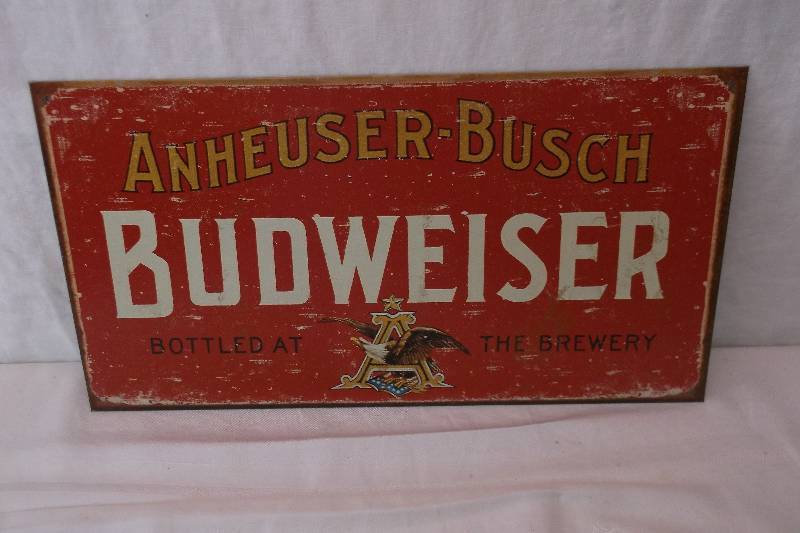 ANHEUSER-BUSCH
BUDWEISER
BOTTLED AT A THE BREWERY